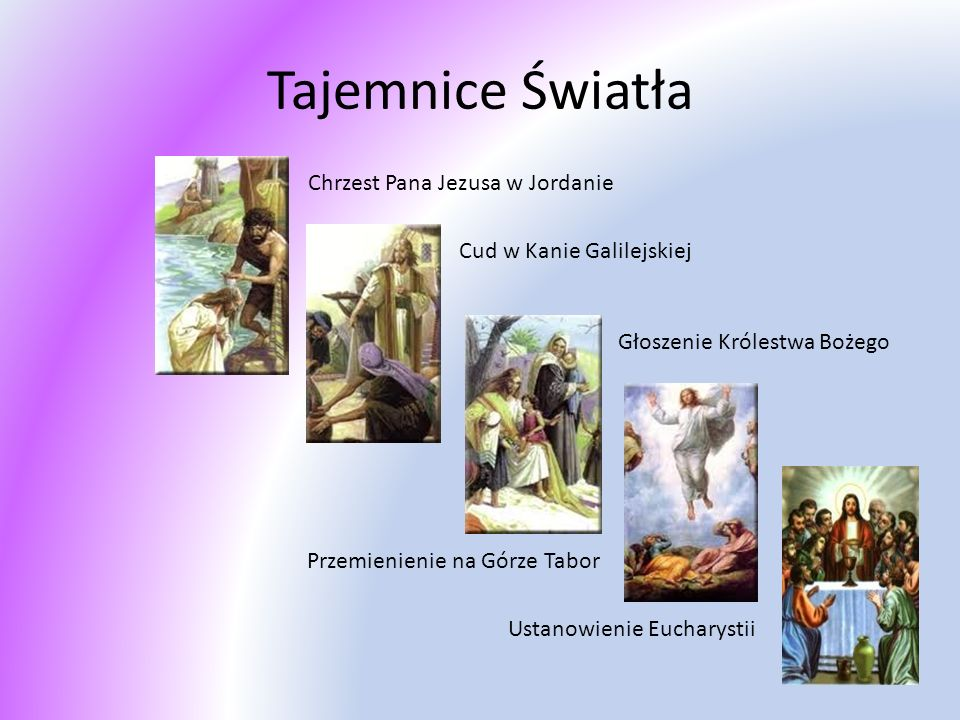 Tajemnice Światła
Chrzest Pana Jezusa w Jordanie
Cud w Kanie Galilejskiej
Głoszenie Królestwa Bożego
Przemienienie na Górze Tabor
Ustanowienie Eucharystii